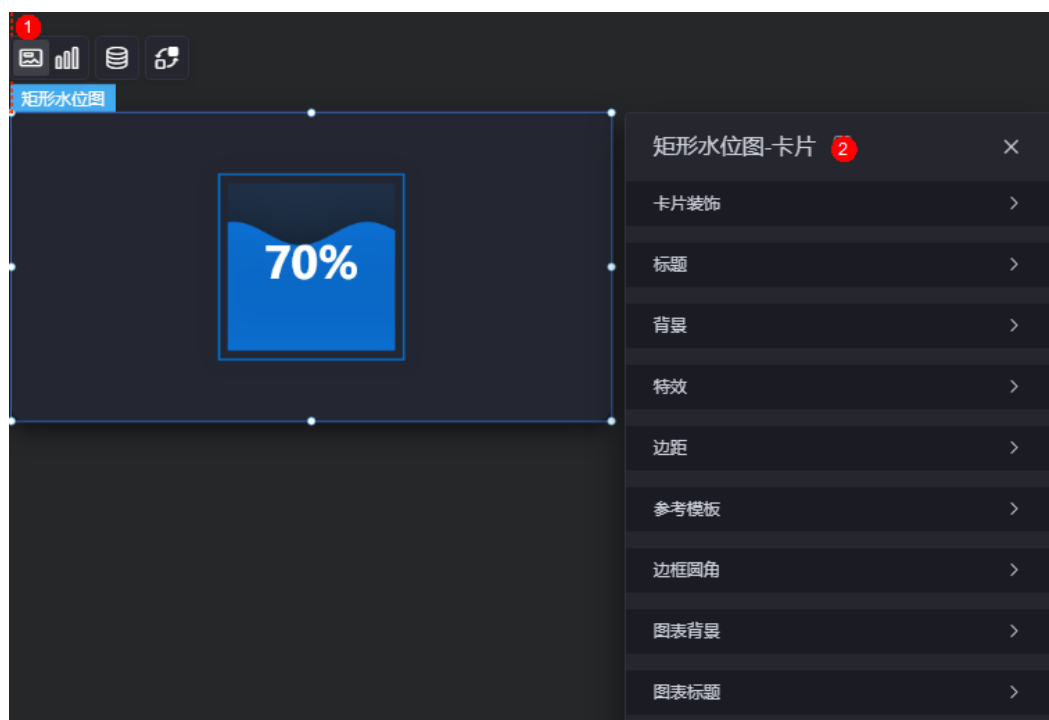 1
矩形水位图
矩形水位图-卡片 2
卡片装饰
70%
标题
背景
特效
边距
参考模板
边框圆角
图表背景
图表标题